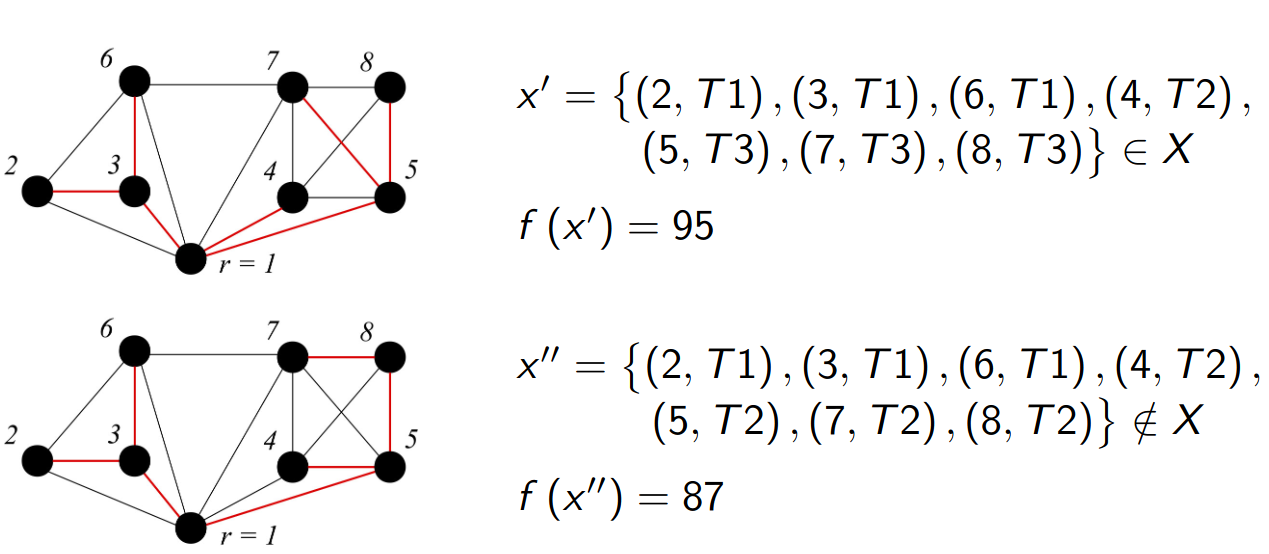 6
7
8
2
3
4
5
r = 1
x′ = {(2, T1) , (3, T1) , (6, T1) , (4, T2) ,
(5, T3) , (7, T3) , (8, T3)} ∈ X
f (x′) = 95
6
7
8
2
3
4
5
r = 1
x″ = {(2, T1) , (3, T1) , (6, T1) , (4, T2) ,
(5, T2) , (7, T2) , (8, T2)} ∉ X
f (x″) = 87